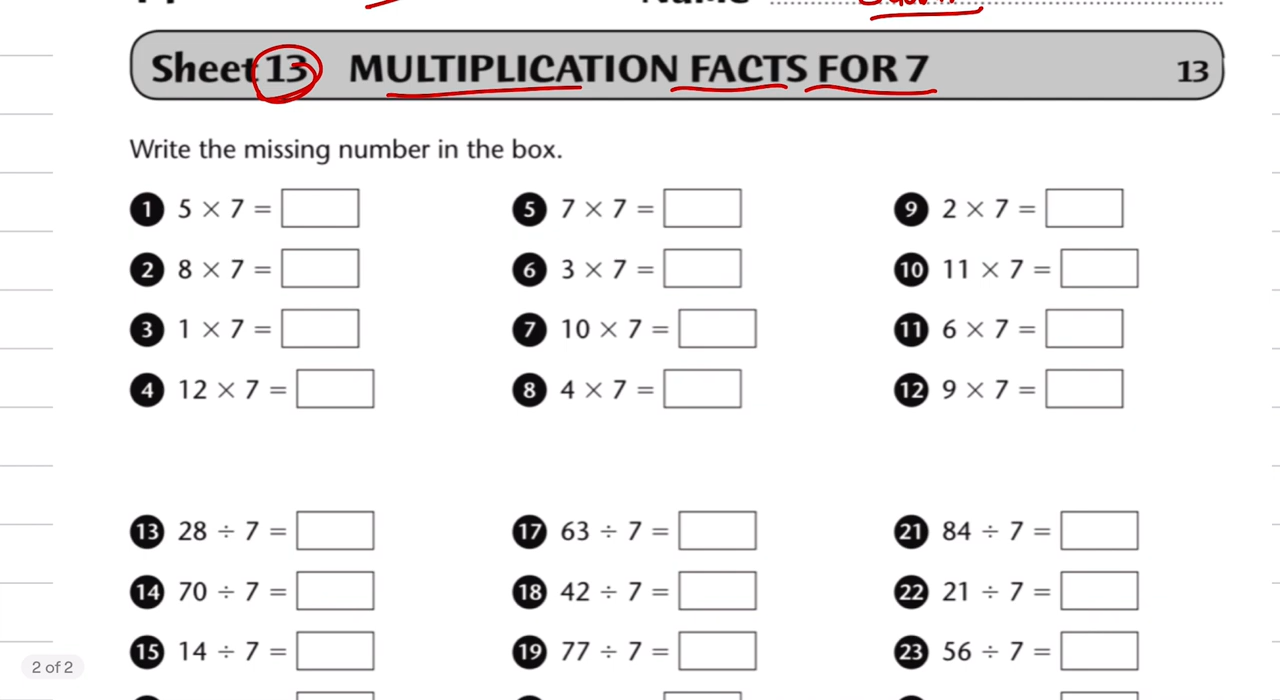 Sheet 13 MULTIPLICATION FACTS FOR 7 13
Write the missing number in the box.
1 5 × 7 =
2 8 × 7 =
3 1 × 7 =
4 12 × 7 =
5 7 × 7 =
6 3 × 7 =
7 10 × 7 =
8 4 × 7 =
9 2 × 7 =
10 11 × 7 =
11 6 × 7 =
12 9 × 7 =
13 28 ÷ 7 =
14 70 ÷ 7 =
15 14 ÷ 7 =
17 63 ÷ 7 =
18 42 ÷ 7 =
19 77 ÷ 7 =
21 84 ÷ 7 =
22 21 ÷ 7 =
23 56 ÷ 7 =
2 of 2